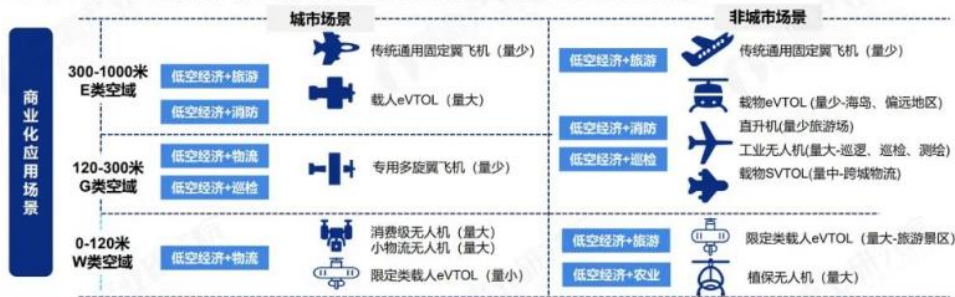 城市场景
非城市场景
商业化应用场景
300-1000米
E类空域
低空经济+旅游
低空经济+消防
传统通用固定翼飞机（量少）
载人eVTOL（量大）
低空经济+旅游
传统通用固定翼飞机（量少）
载物eVTOL (量少-海岛、偏远地区)
低空经济+消防
低空经济+巡检
直升机(量少旅游场)
工业无人机(量大-巡逻、巡检、测绘)
载物SVTOL(量中-跨城物流)
120-300米
G类空域
低空经济+物流
低空经济+巡检
专用多旋翼飞机（量少）
0-120米
W类空域
低空经济+物流
消费级无人机（量大）
小物流无人机（量大）
限定类载人eVTOL（量小）
低空经济+旅游
限定类载人eVTOL（量大-旅游景区）
低空经济+农业
植保无人机（量大）